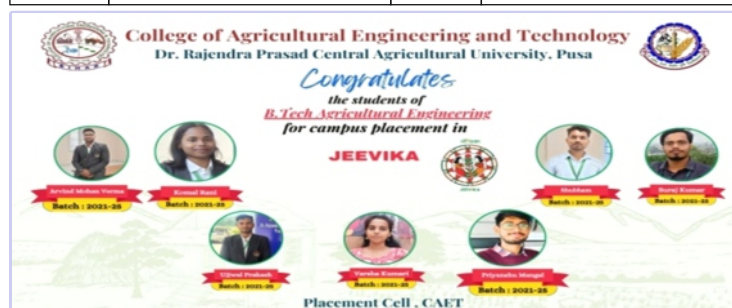 College of Agricultural Engineering and Technology
Dr. Rajendra Prasad Central Agricultural University, Pusa
Congratulates
the students of
B.Tech Agricultural Engineering
for campus placement in
JEEVIKA
Arvind Mohan Verma
Batch : 2021-25
Komal Rani
Batch : 2021-25
Shubham
Batch : 2021-25
Suraj Kumar
Batch : 2021-25
Ujjwal Prakash
Batch : 2021-25
Varsha Kumari
Batch : 2021-25
Priyanshu Mangal
Batch : 2021-25
Placement Cell , CAET